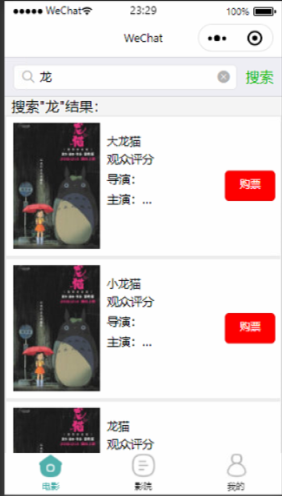 WeChat
23:29
100%
WeChat
龙
搜索
搜索"龙"结果:
大龙猫
观众评分
导演:
主演: ...
购票
小龙猫
观众评分
导演:
主演: ...
购票
龙猫
观众评分
电影
影院
我的